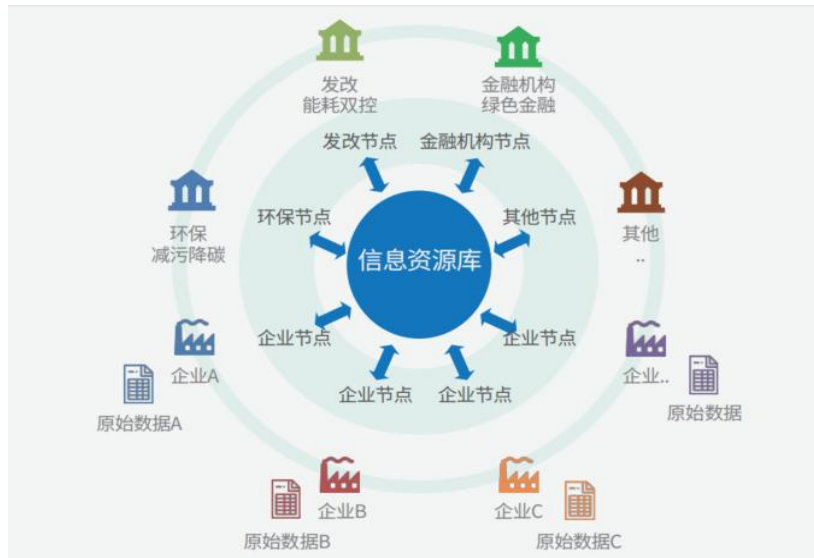 发改
能耗双控
金融机构
绿色金融
发改节点
金融机构节点
环保
减污降碳
环保节点
其他节点
其他
..
信息资源库
企业A
原始数据A
企业节点
企业节点
企业..
原始数据
企业节点
企业节点
企业B
原始数据B
企业C
原始数据C